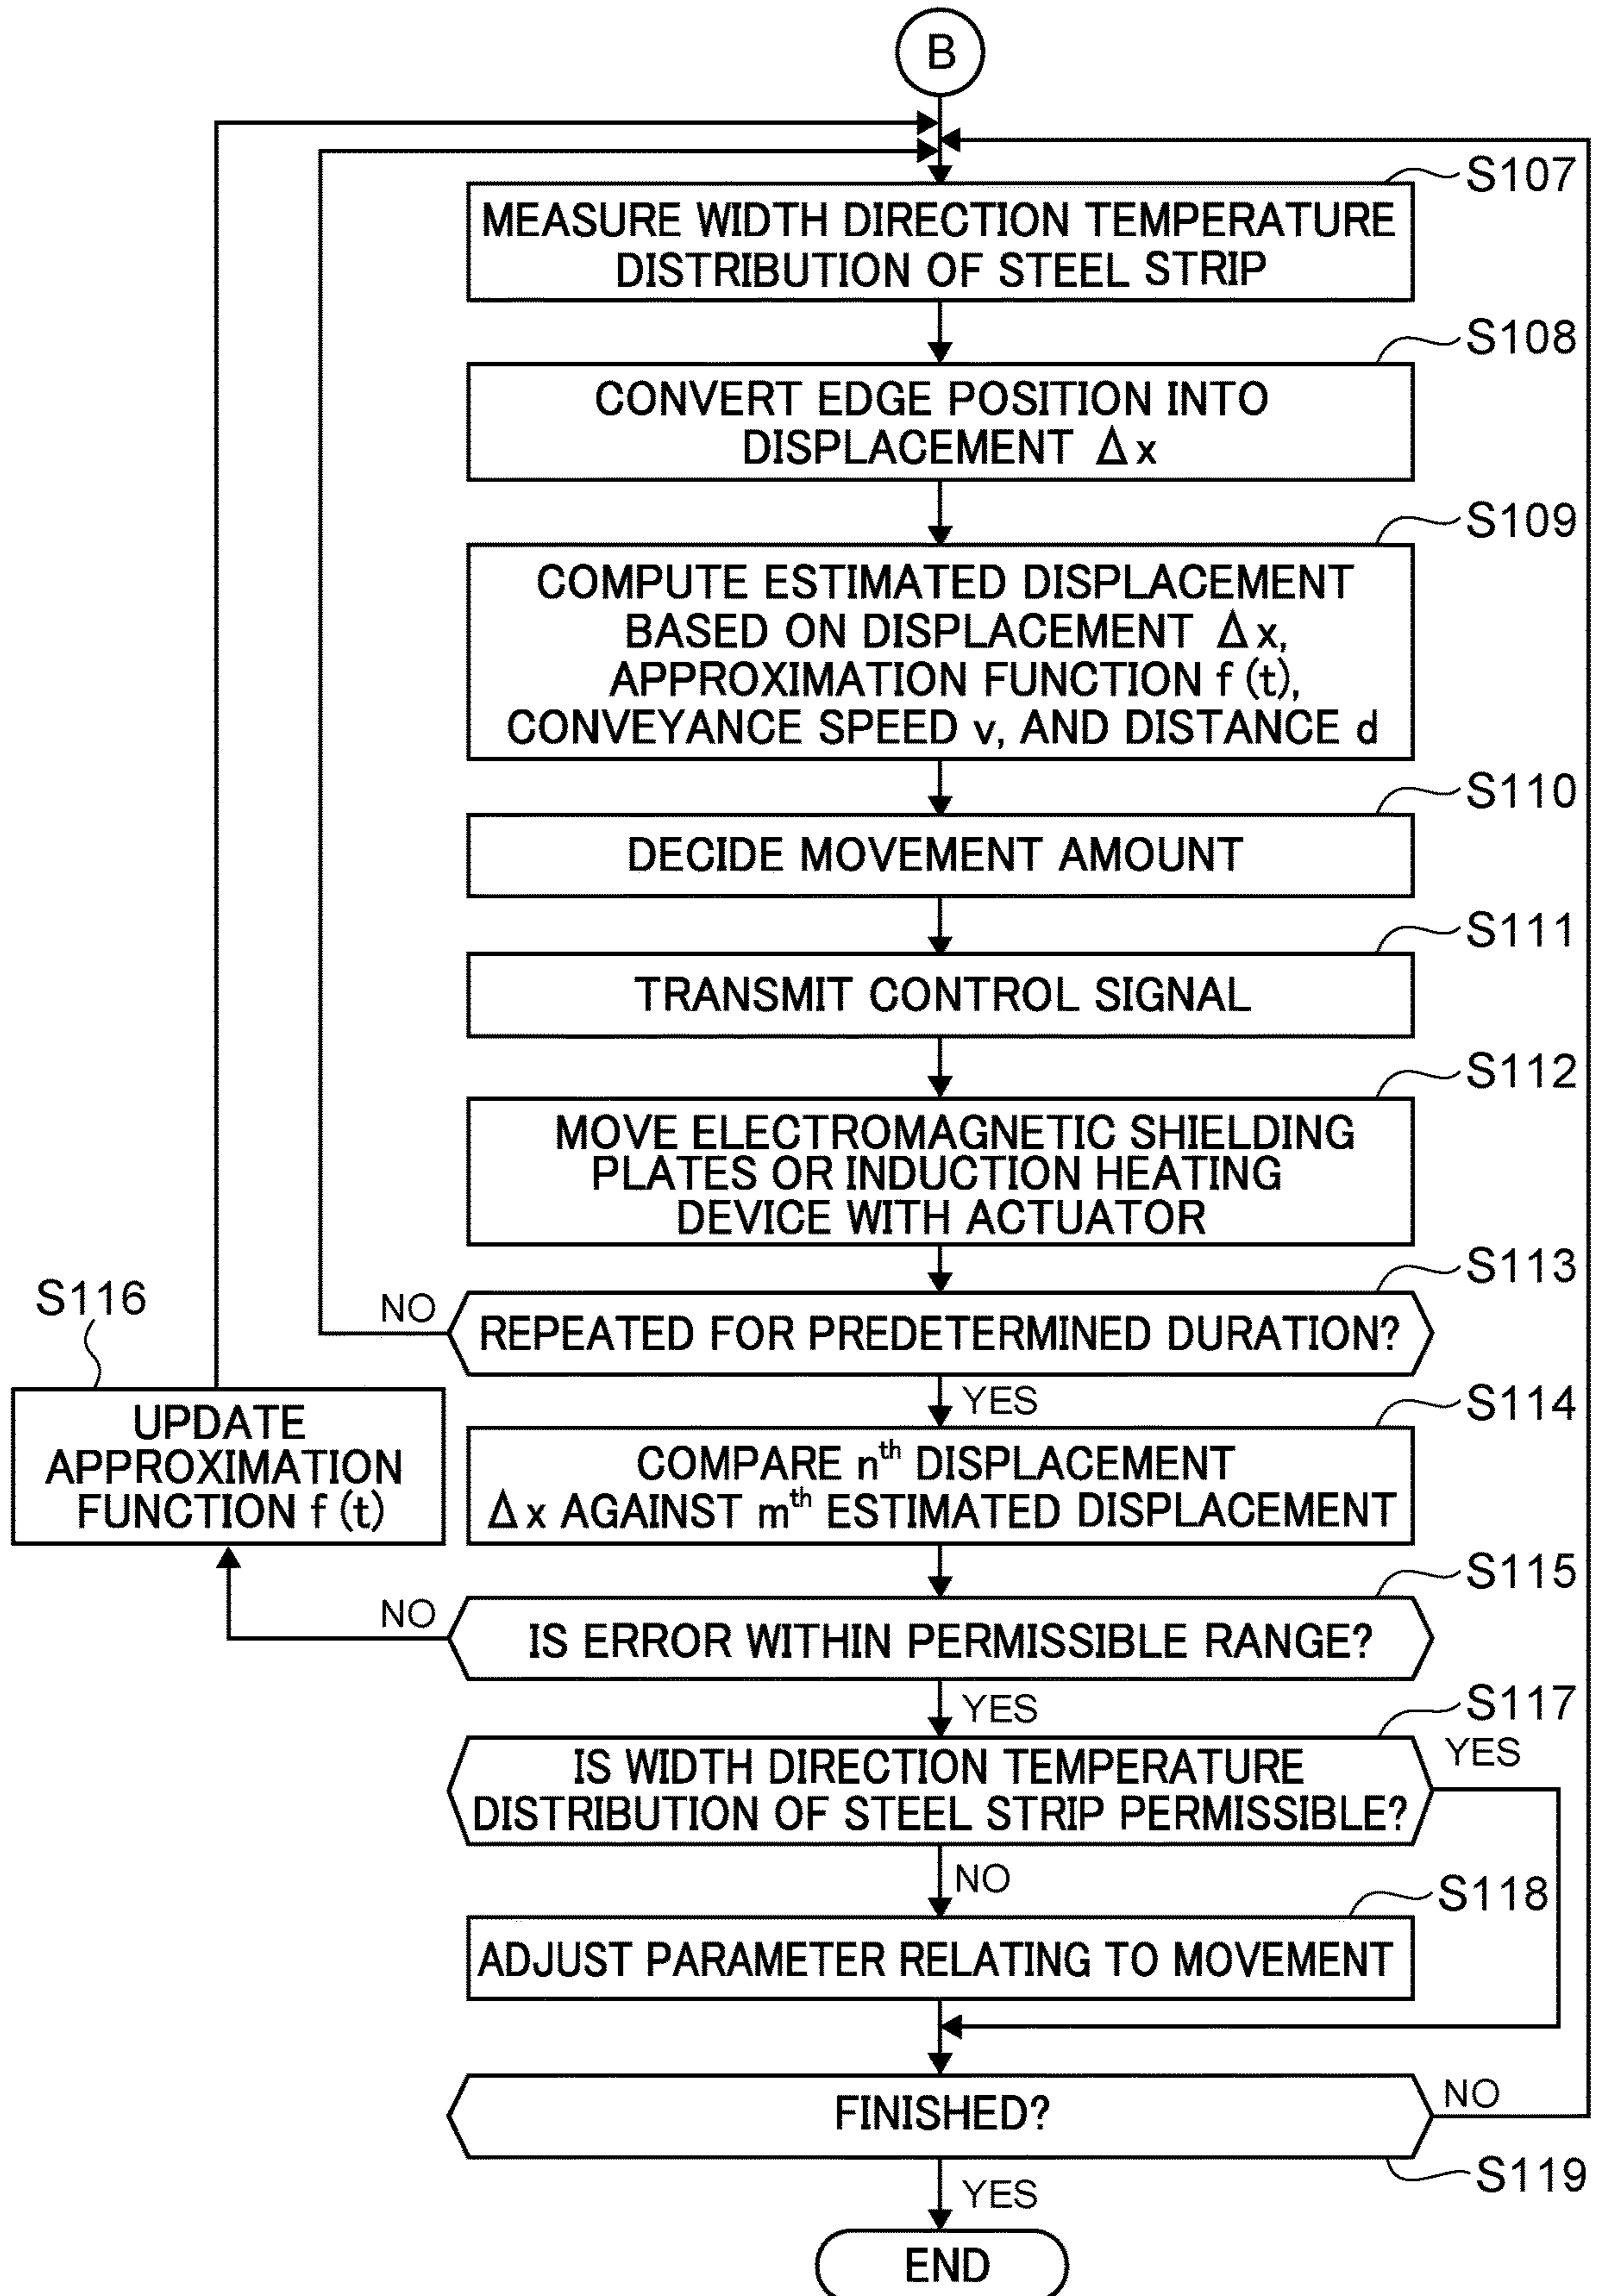 B
S107
MEASURE WIDTH DIRECTION TEMPERATURE
DISTRIBUTION OF STEEL STRIP
S108
CONVERT EDGE POSITION INTO
DISPLACEMENT Δx
S109
COMPUTE ESTIMATED DISPLACEMENT
BASED ON DISPLACEMENT Δx,
APPROXIMATION FUNCTION f (t),
CONVEYANCE SPEED v, AND DISTANCE d
S110
DECIDE MOVEMENT AMOUNT
S111
TRANSMIT CONTROL SIGNAL
S112
MOVE ELECTROMAGNETIC SHIELDING
PLATES OR INDUCTION HEATING
DEVICE WITH ACTUATOR
S113
NO
REPEATED FOR PREDETERMINED DURATION?
YES
S116
UPDATE
APPROXIMATION
FUNCTION f (t)
S114
COMPARE nth DISPLACEMENT
Δx AGAINST mth ESTIMATED DISPLACEMENT
S115
NO
IS ERROR WITHIN PERMISSIBLE RANGE?
YES
S117
YES
IS WIDTH DIRECTION TEMPERATURE
DISTRIBUTION OF STEEL STRIP PERMISSIBLE?
NO
S118
ADJUST PARAMETER RELATING TO MOVEMENT
FINISHED?
NO
S119
YES
END